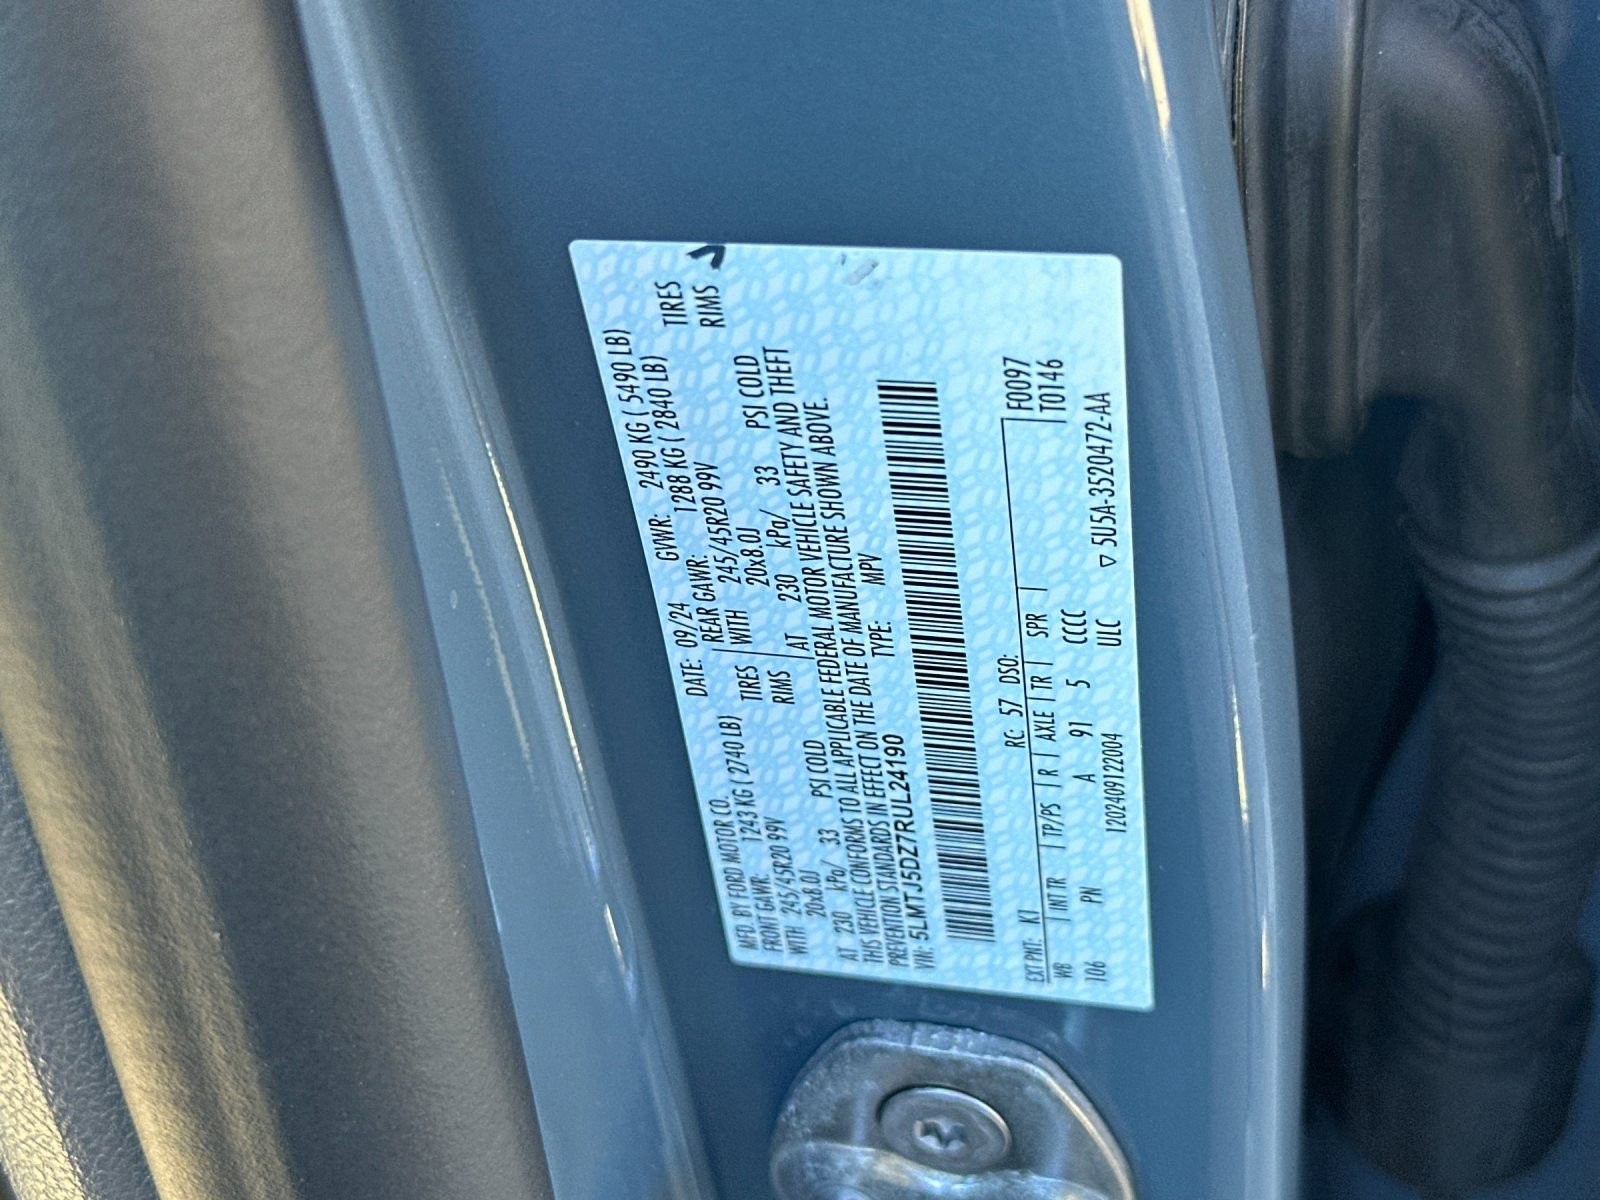 MFD. BY FORD MOTOR CO.
DATE: 09/24 GVWR: 2490 KG ( 5490 LB)
FRONT GAWR: 1243 KG ( 2740 LB)
REAR GAWR: 1288 KG ( 2840 LB)
WITH 245/45R20 99V TIRES
WITH 245/45R20 99V TIRES
20x8.0J RIMS
20x8.0J RIMS
AT 230 kPa/ 33 PSI COLD
AT 230 kPa/ 33 PSI COLD
THIS VEHICLE CONFORMS TO ALL APPLICABLE FEDERAL MOTOR VEHICLE SAFETY AND THEFT
PREVENTION STANDARDS IN EFFECT ON THE DATE OF MANUFACTURE SHOWN ABOVE.
VIN: 5LMTJ5DZ7RUL24190 TYPE: MPV
EXT PNT: K1 RC: 57 DSO: F0097
WB INTR TP/PS R AXLE TR SPR T0146
106 PN A 91 5 CCCC
1202409122004 ULC ▽ 5U5A-3520472-AA